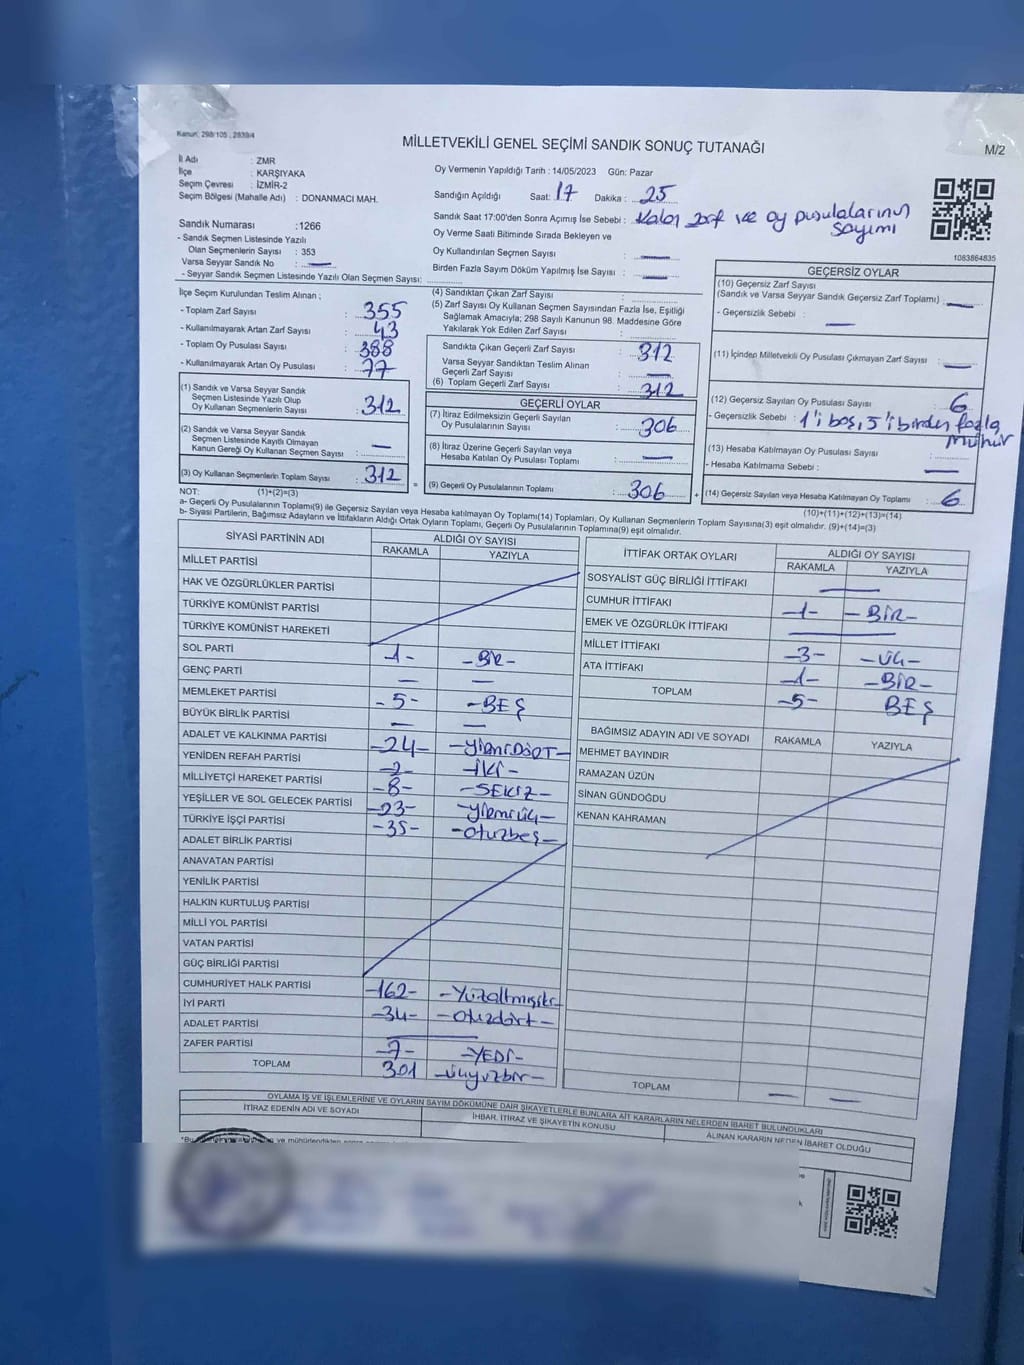 Kanun: 298/105 , 2839/4
MİLLETVEKİLİ GENEL SEÇİMİ SANDIK SONUÇ TUTANAĞI
M/2
İl Adı : ZMR
İlçe : KARŞIYAKA
Seçim Çevresi : İZMİR-2
Seçim Bölgesi (Mahalle Adı) : DONANMACI MAH.
Oy Vermenin Yapıldığı Tarih : 14/05/2023 Gün: Pazar
Sandığın Açıldığı Saat: 17 Dakika : 25
Sandık Saat 17:00'den Sonra Açımış İse Sebebi : Kalan zarf ve oy pusulalarının sayımı
Oy Verme Saati Bitiminde Sırada Bekleyen ve
Oy Kullandırılan Seçmen Sayısı : —
Birden Fazla Sayım Döküm Yapılmış İse Sayısı : —
Sandık Numarası : 1266
- Sandık Seçmen Listesinde Yazılı
Olan Seçmenlerin Sayısı : 353
Varsa Seyyar Sandık No : —
- Seyyar Sandık Seçmen Listesinde Yazılı Olan Seçmen Sayısı:
1083864835
İlçe Seçim Kurulundan Teslim Alınan ;
- Toplam Zarf Sayısı : 355
- Kullanılmayarak Artan Zarf Sayısı : 43
- Toplam Oy Pusulası Sayısı : 388
- Kullanılmayarak Artan Oy Pusulası : 77
(1) Sandık ve Varsa Seyyar Sandık
Seçmen Listesinde Yazılı Olup
Oy Kullanan Seçmenlerin Sayısı : 312
(2) Sandık ve Varsa Seyyar Sandık
Seçmen Listesinde Kayıtlı Olmayan
Kanun Gereği Oy Kullanan Seçmen Sayısı : —
(3) Oy Kullanan Seçmenlerin Toplam Sayısı : 312
(1)+(2)=(3)
(4) Sandıktan Çıkan Zarf Sayısı :
(5) Zarf Sayısı Oy Kullanan Seçmen Sayısından Fazla İse, Eşitliği
Sağlamak Amacıyla; 298 Sayılı Kanunun 98. Maddesine Göre
Yakılarak Yok Edilen Zarf Sayısı :
Sandıkta Çıkan Geçerli Zarf Sayısı : 312
Varsa Seyyar Sandıktan Teslim Alınan
Geçerli Zarf Sayısı : —
(6) Toplam Geçerli Zarf Sayısı : 312
GEÇERLİ OYLAR
(7) İtiraz Edilmeksizin Geçerli Sayılan
Oy Pusulalarının Sayısı : 306
(8) İtiraz Üzerine Geçerli Sayılan veya
Hesaba Katılan Oy Pusulası Toplamı : —
= (9) Geçerli Oy Pusulalarının Toplamı : 306
GEÇERSİZ OYLAR
(10) Geçersiz Zarf Sayısı
(Sandık ve Varsa Seyyar Sandık Geçersiz Zarf Toplamı) : —
- Geçersizlik Sebebi : —
(11) İçinden Milletvekili Oy Pusulası Çıkmayan Zarf Sayısı : —
(12) Geçersiz Sayılan Oy Pusulası Sayısı : 6
- Geçersizlik Sebebi : 1'i boş, 5'i birden fazla mühür
(13) Hesaba Katılmayan Oy Pusulası Sayısı :
- Hesaba Katılmama Sebebi : —
+ (14) Geçersiz Sayılan veya Hesaba Katılmayan Oy Toplamı : 6
(10)+(11)+(12)+(13)=(14)
NOT:
a- Geçerli Oy Pusulalarının Toplamı(9) ile Geçersiz Sayılan veya Hesaba Katılmayan Oy Toplamı(14) Toplamları, Oy Kullanan Seçmenlerin Toplam Sayısına(3) eşit olmalıdır. (9)+(14)=(3)
b- Siyasi Partilerin, Bağımsız Adayların ve İttifakların Aldığı Ortak Oyların Toplamı, Geçerli Oy Pusulalarının Toplamına(9) eşit olmalıdır.
SİYASİ PARTİNİN ADI
ALDIĞI OY SAYISI
RAKAMLA YAZIYLA
MİLLET PARTİSİ
HAK VE ÖZGÜRLÜKLER PARTİSİ
TÜRKİYE KOMÜNİST PARTİSİ
TÜRKİYE KOMÜNİST HAREKETİ
SOL PARTİ -1- -BİR-
GENÇ PARTİ — —
MEMLEKET PARTİSİ -5- -BEŞ
BÜYÜK BİRLİK PARTİSİ — —
ADALET VE KALKINMA PARTİSİ -24- -YİRMİDÖRT-
YENİDEN REFAH PARTİSİ -2- -İKİ-
MİLLİYETÇİ HAREKET PARTİSİ -8- -SEKİZ-
YEŞİLLER VE SOL GELECEK PARTİSİ -23- -Yirmiüç-
TÜRKİYE İŞÇİ PARTİSİ -35- -Otuzbeş-
ADALET BİRLİK PARTİSİ
ANAVATAN PARTİSİ
YENİLİK PARTİSİ
HALKIN KURTULUŞ PARTİSİ
MİLLİ YOL PARTİSİ
VATAN PARTİSİ
GÜÇ BİRLİĞİ PARTİSİ
CUMHURİYET HALK PARTİSİ -162- -Yüzaltmışiki-
İYİ PARTİ -34- -Otuzdört-
ADALET PARTİSİ —
ZAFER PARTİSİ -7- -YEDİ-
TOPLAM 301 -üçyüzbir-
İTTİFAK ORTAK OYLARI
ALDIĞI OY SAYISI
RAKAMLA YAZIYLA
SOSYALİST GÜÇ BİRLİĞİ İTTİFAKI —
CUMHUR İTTİFAKI -1- -BİR-
EMEK VE ÖZGÜRLÜK İTTİFAKI —
MİLLET İTTİFAKI -3- -ÜÇ-
ATA İTTİFAKI -1- -BİR-
TOPLAM -5- BEŞ
BAĞIMSIZ ADAYIN ADI VE SOYADI RAKAMLA YAZIYLA
MEHMET BAYINDIR
RAMAZAN ÜZÜN
SİNAN GÜNDOĞDU
KENAN KAHRAMAN
TOPLAM — —
OYLAMA İŞ VE İŞLEMLERİNE VE OYLARIN SAYIM DÖKÜMÜNE DAİR ŞİKAYETLERLE BUNLARA AİT KARARLARIN NELERDEN İBARET BULUNDUKLARI
İTİRAZ EDENİN ADI VE SOYADI
İHBAR, İTİRAZ VE ŞİKAYETİN KONUSU
ALINAN KARARIN NEDEN İBARET OLDUĞU